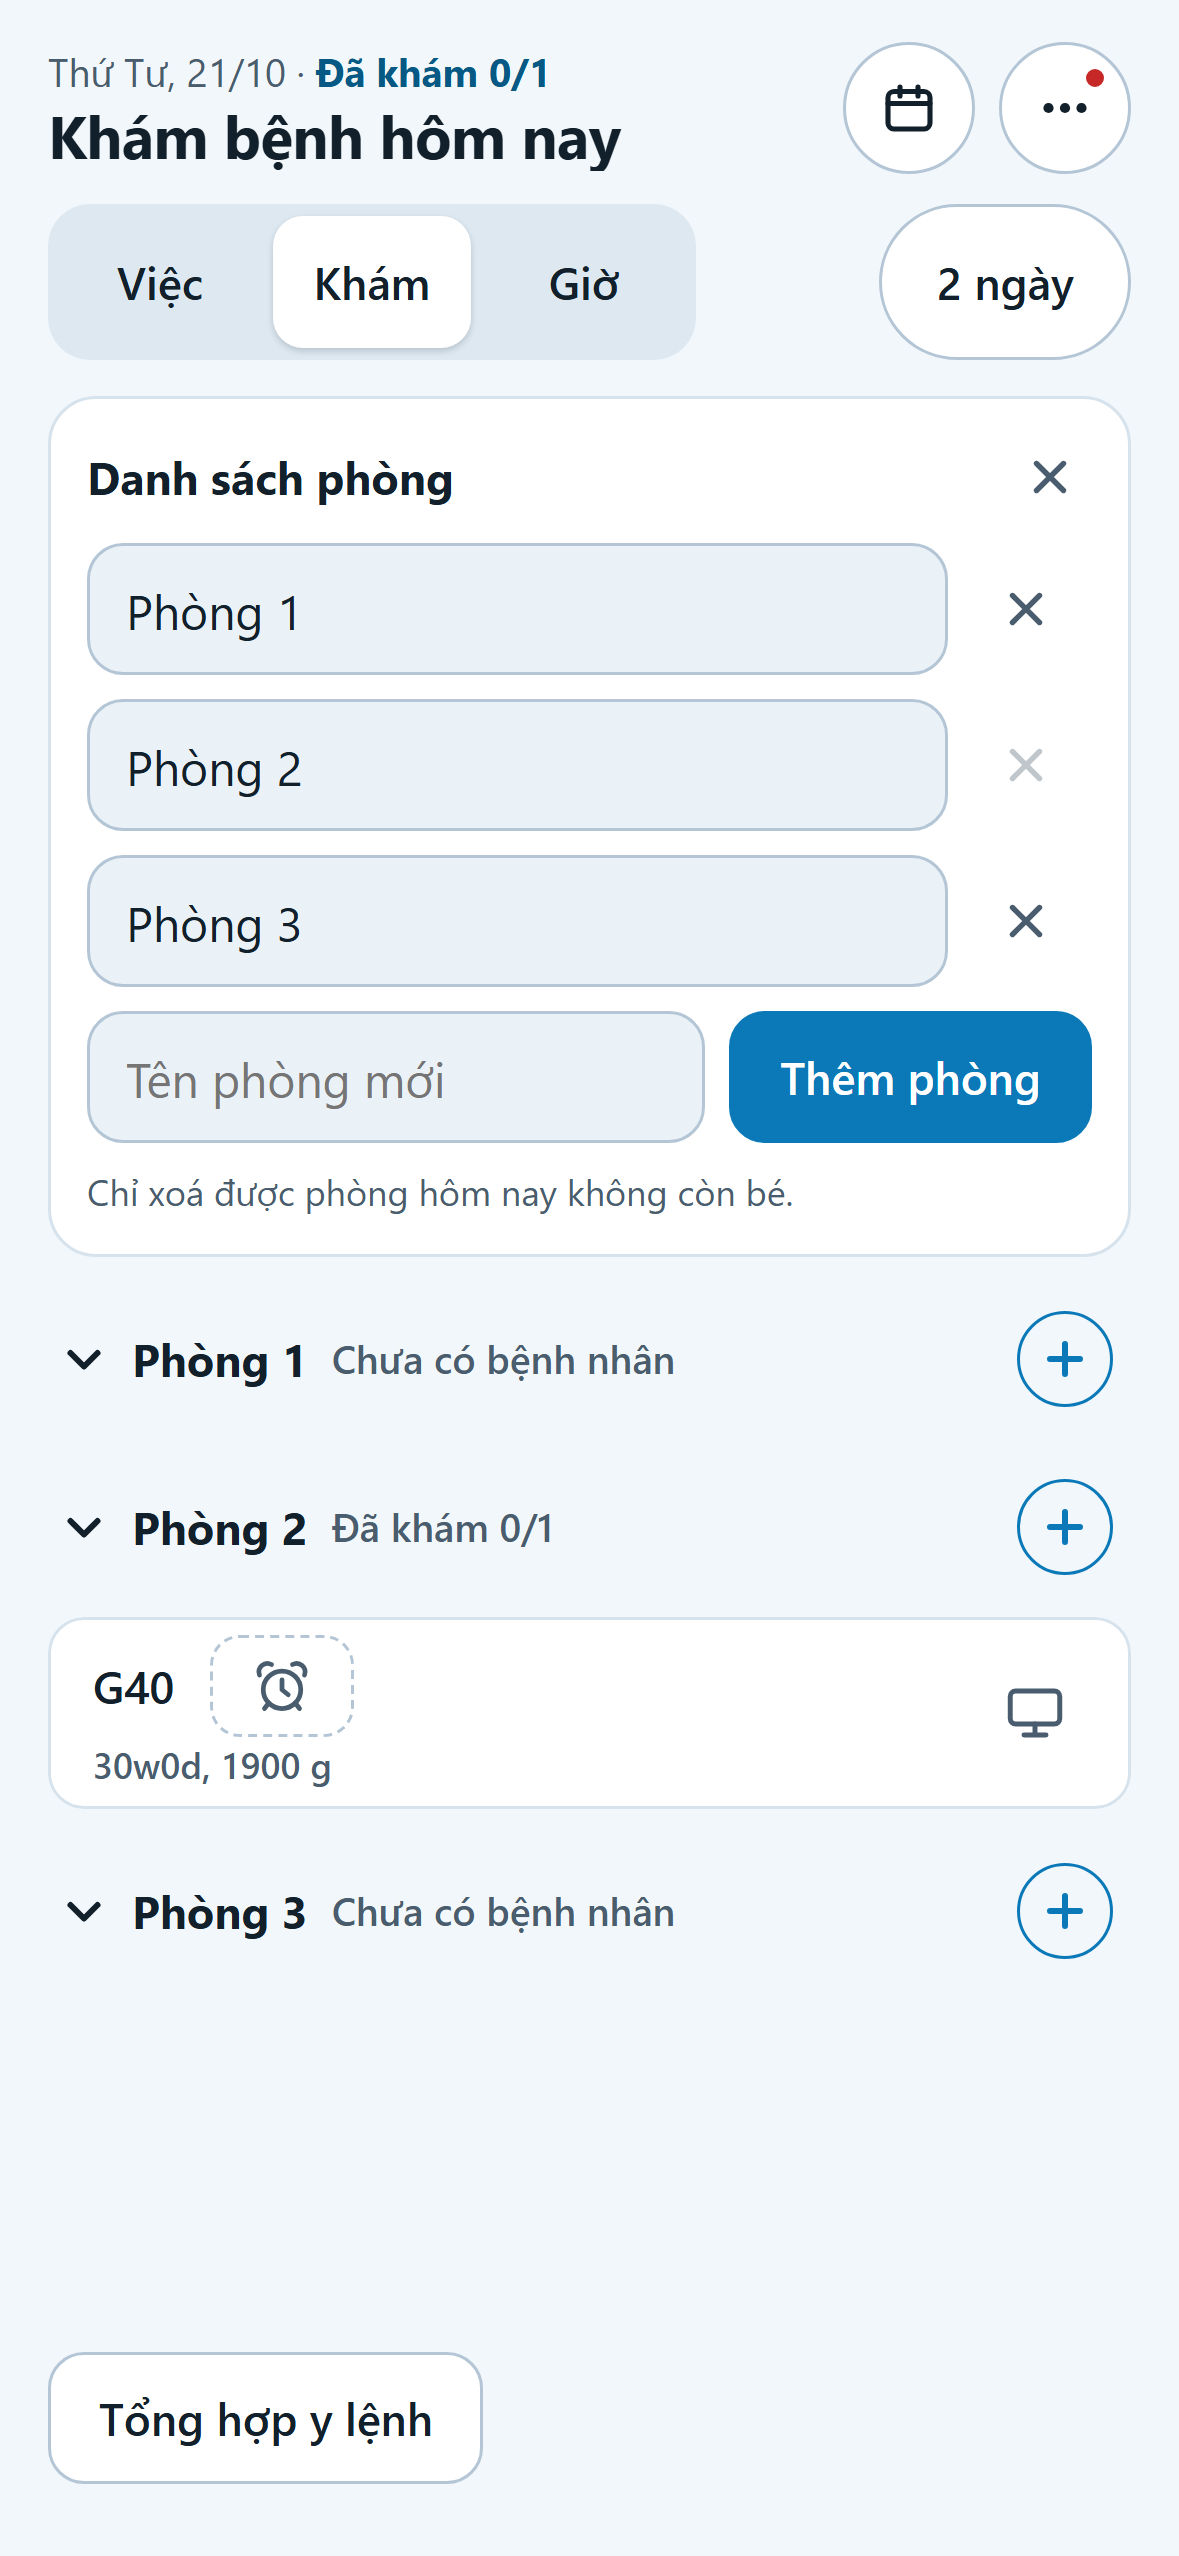 Thứ Tư, 21/10 · Đã khám 0/1
Khám bệnh hôm nay
Việc
Khám
Giờ
2 ngày
Danh sách phòng
Phòng 1
Phòng 2
Phòng 3
Tên phòng mới
Thêm phòng
Chỉ xoá được phòng hôm nay không còn bé.
Phòng 1 Chưa có bệnh nhân
Phòng 2 Đã khám 0/1
G40
30w0d, 1900 g
Phòng 3 Chưa có bệnh nhân
Tổng hợp y lệnh